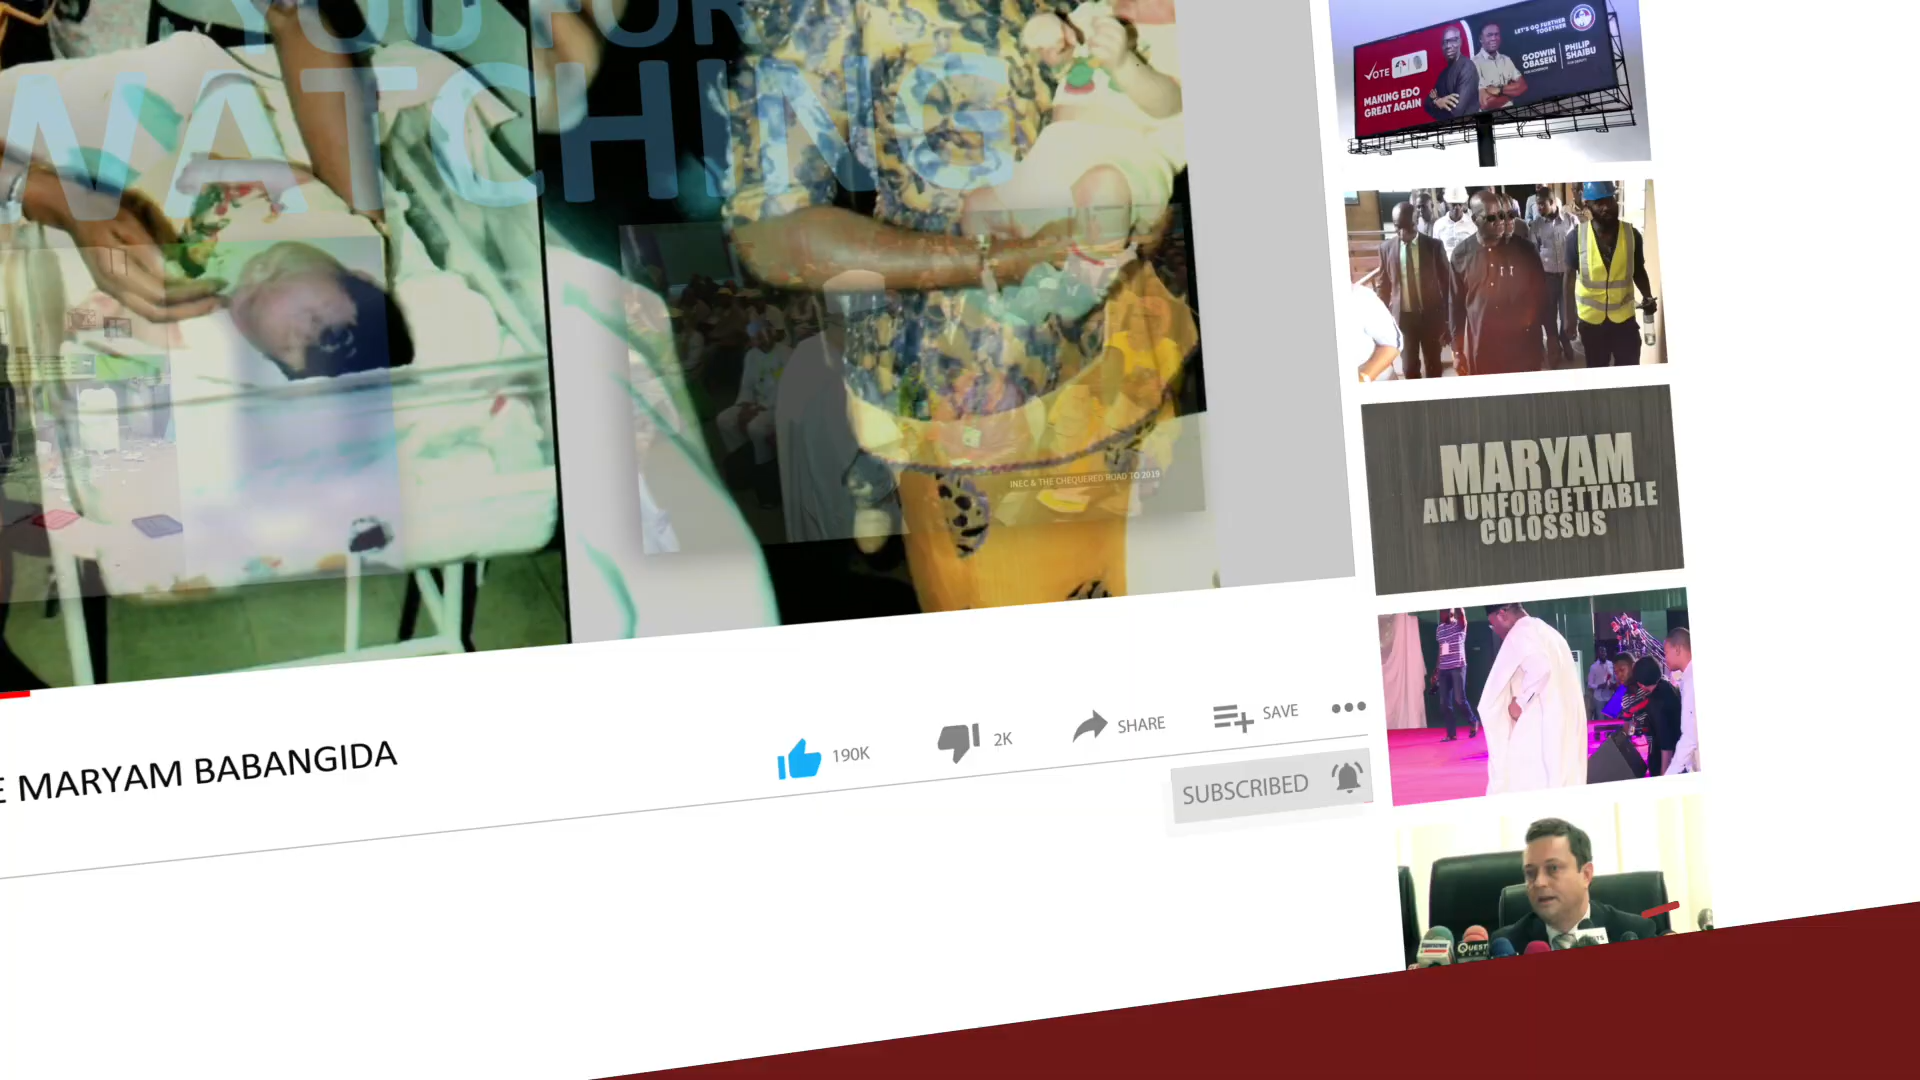 YOU FOR
WATCHING
INEC & THE CHEQUERED ROAD TO 2019
E MARYAM BABANGIDA
190K
2K
SHARE
SAVE
SUBSCRIBED
LET'S GO FURTHER
TOGETHER
VOTE
MAKING EDO
GREAT AGAIN
GODWIN
OBASEKI
PHILIP
SHAIBU
MARYAM
AN UNFORGETTABLE
COLOSSUS
QUEST